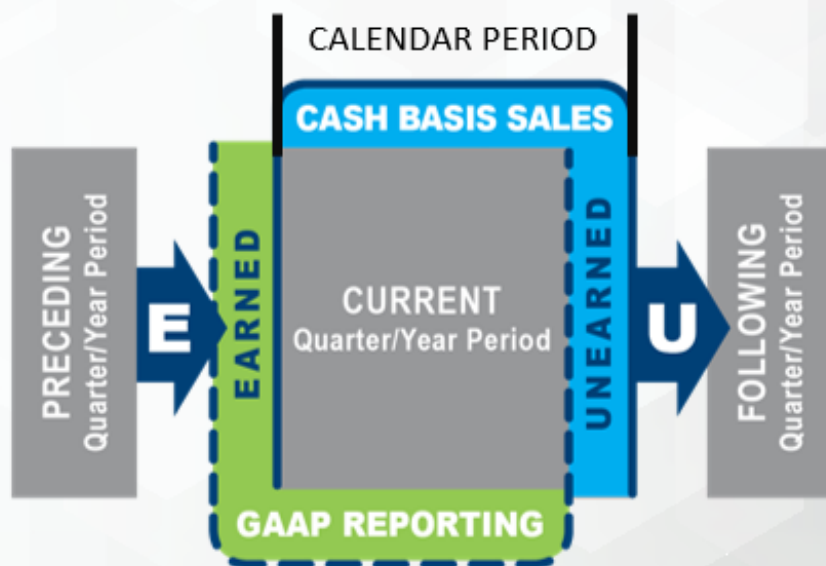 CALENDAR PERIOD
CASH BASIS SALES
PRECEDING
Quarter/Year Period
E
EARNED
CURRENT
Quarter/Year Period
UNEARNED
U
FOLLOWING
Quarter/Year Period
GAAP REPORTING